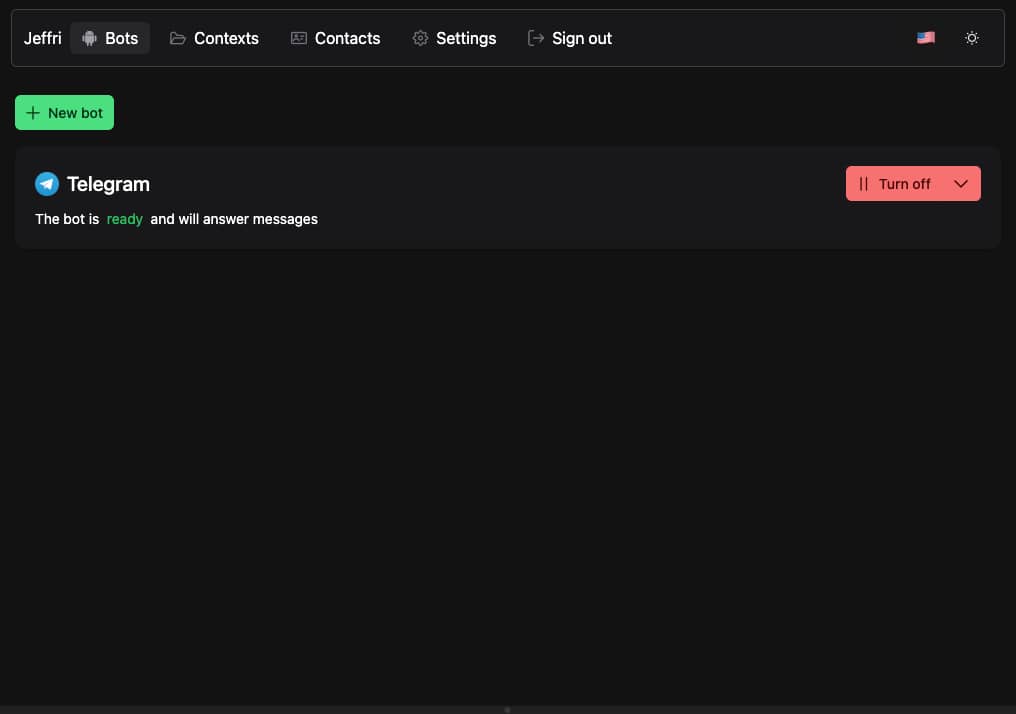 Jeffri Bots Contexts Contacts Settings Sign out
New bot
Telegram
Turn off
The bot is ready and will answer messages